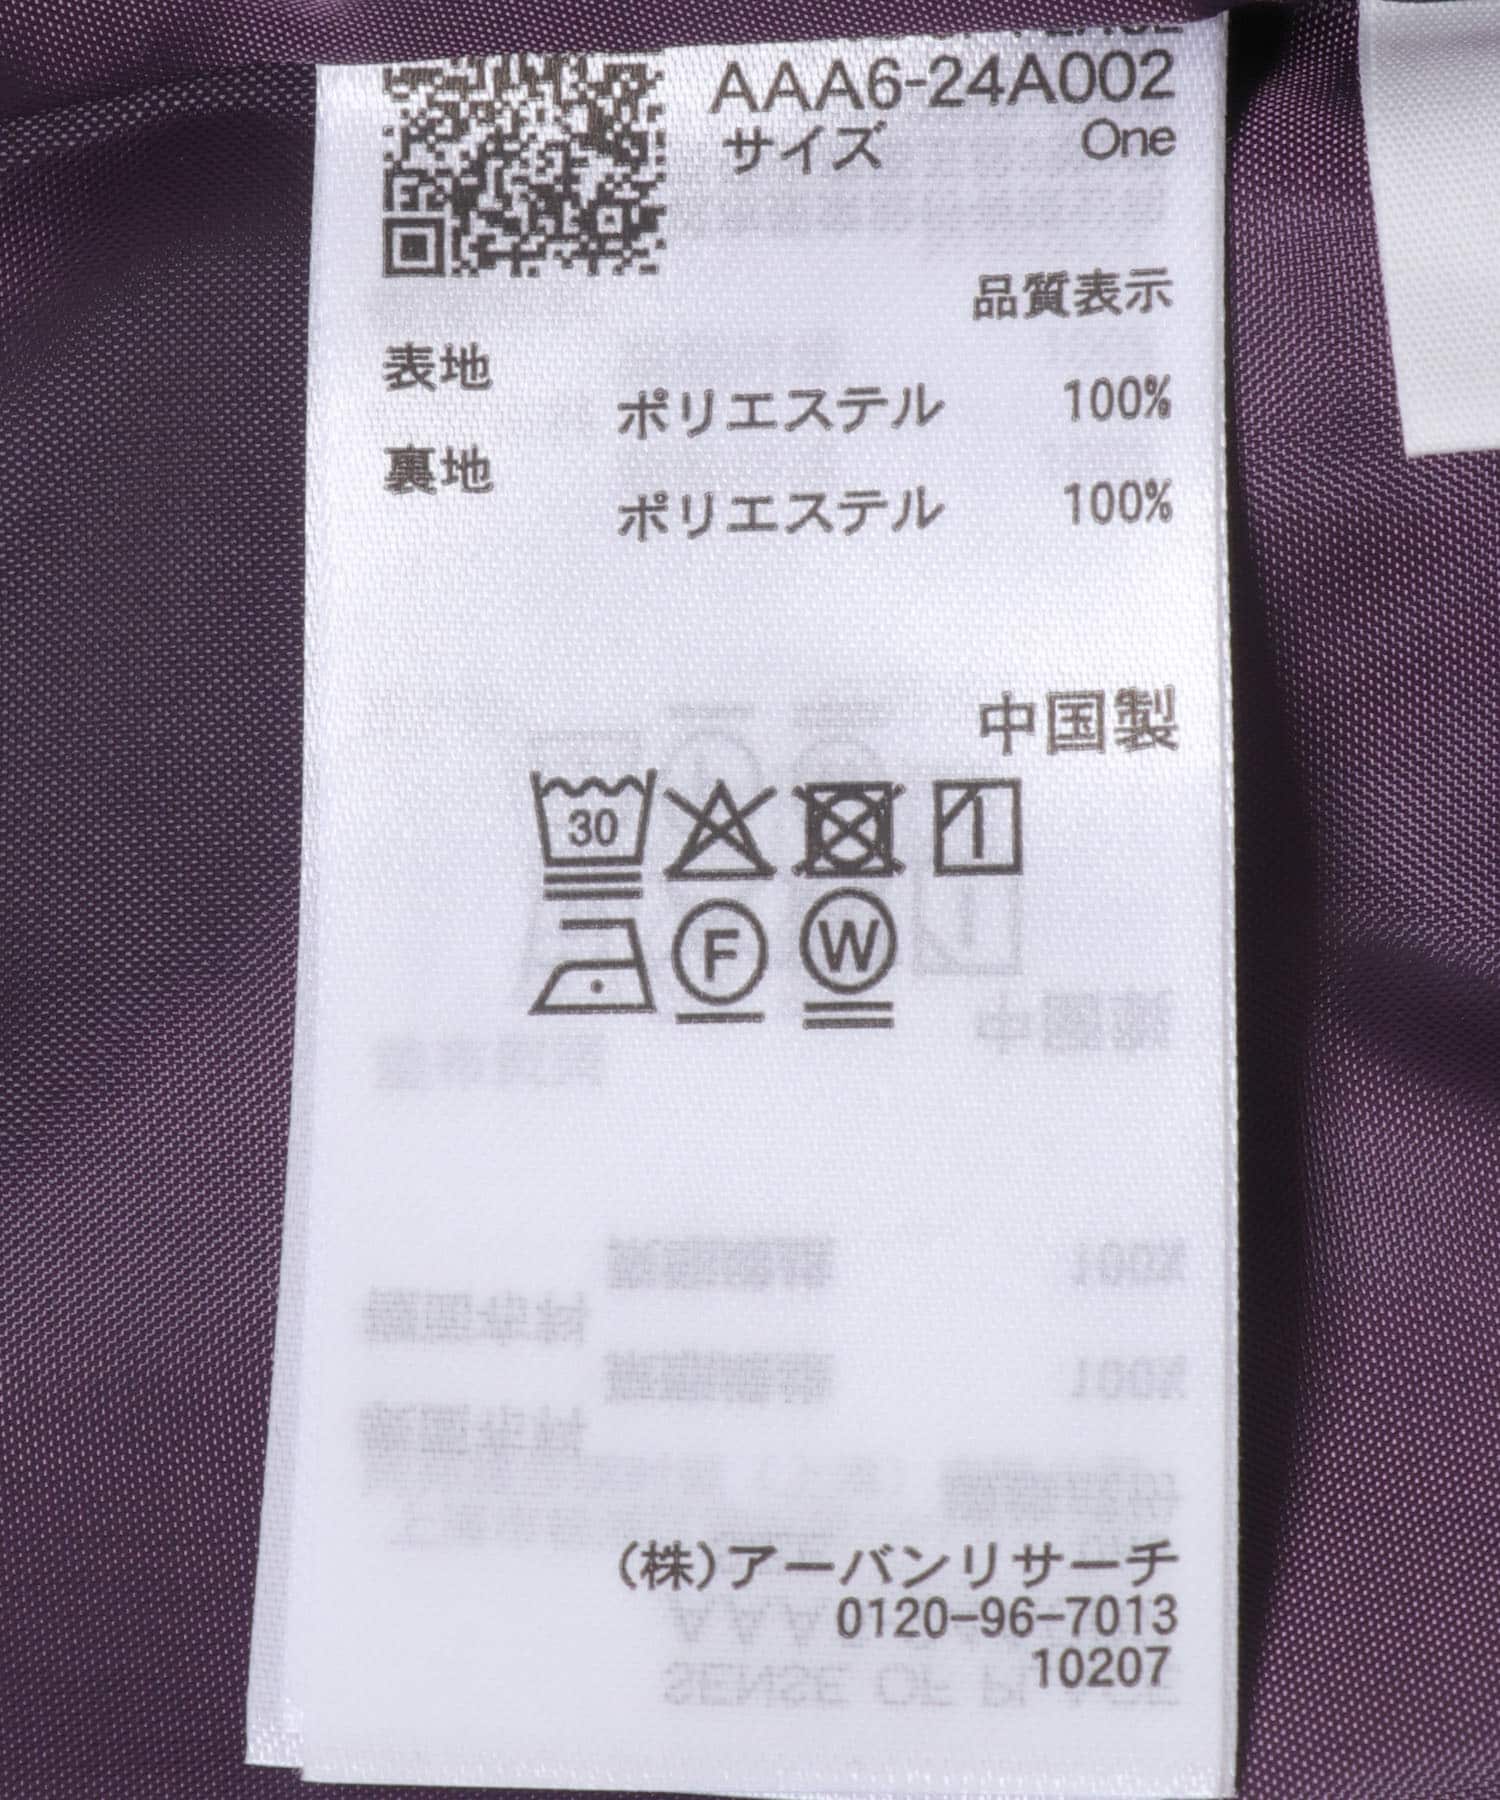 AAA6-24A002
サイズ One
品質表示
表地
ポリエステル 100%
裏地
ポリエステル 100%
中国製
30
F W
(株)アーバンリサーチ
0120-96-7013
10207